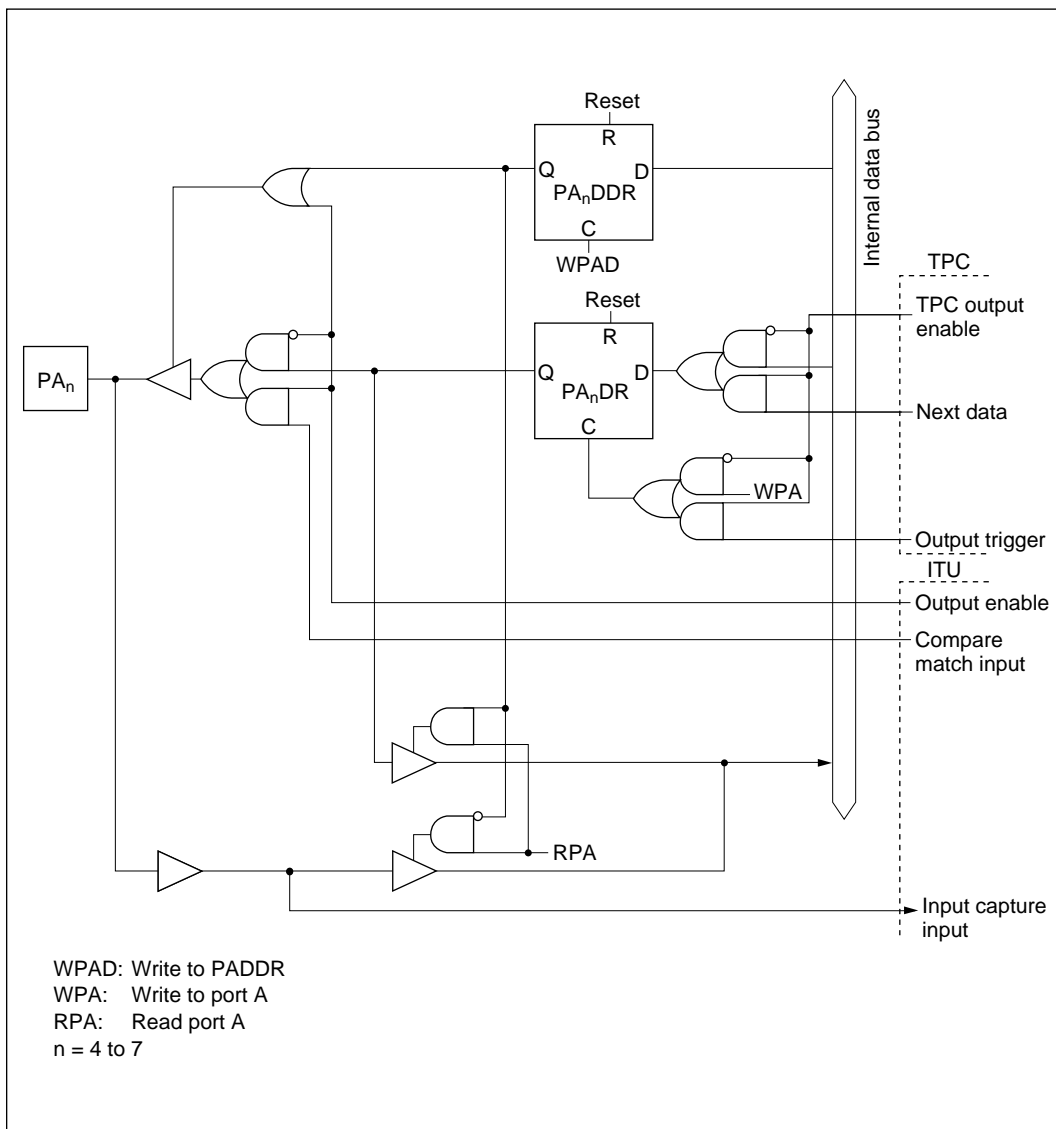 Reset
R
Q
D
PAnDDR
C
WPAD
Internal data bus
TPC
TPC output
enable
Reset
R
Q
D
PAnDR
C
PAn
Next data
WPA
Output trigger
ITU
Output enable
Compare
match input
RPA
Input capture
input
WPAD: Write to PADDR
WPA: Write to port A
RPA: Read port A
n = 4 to 7